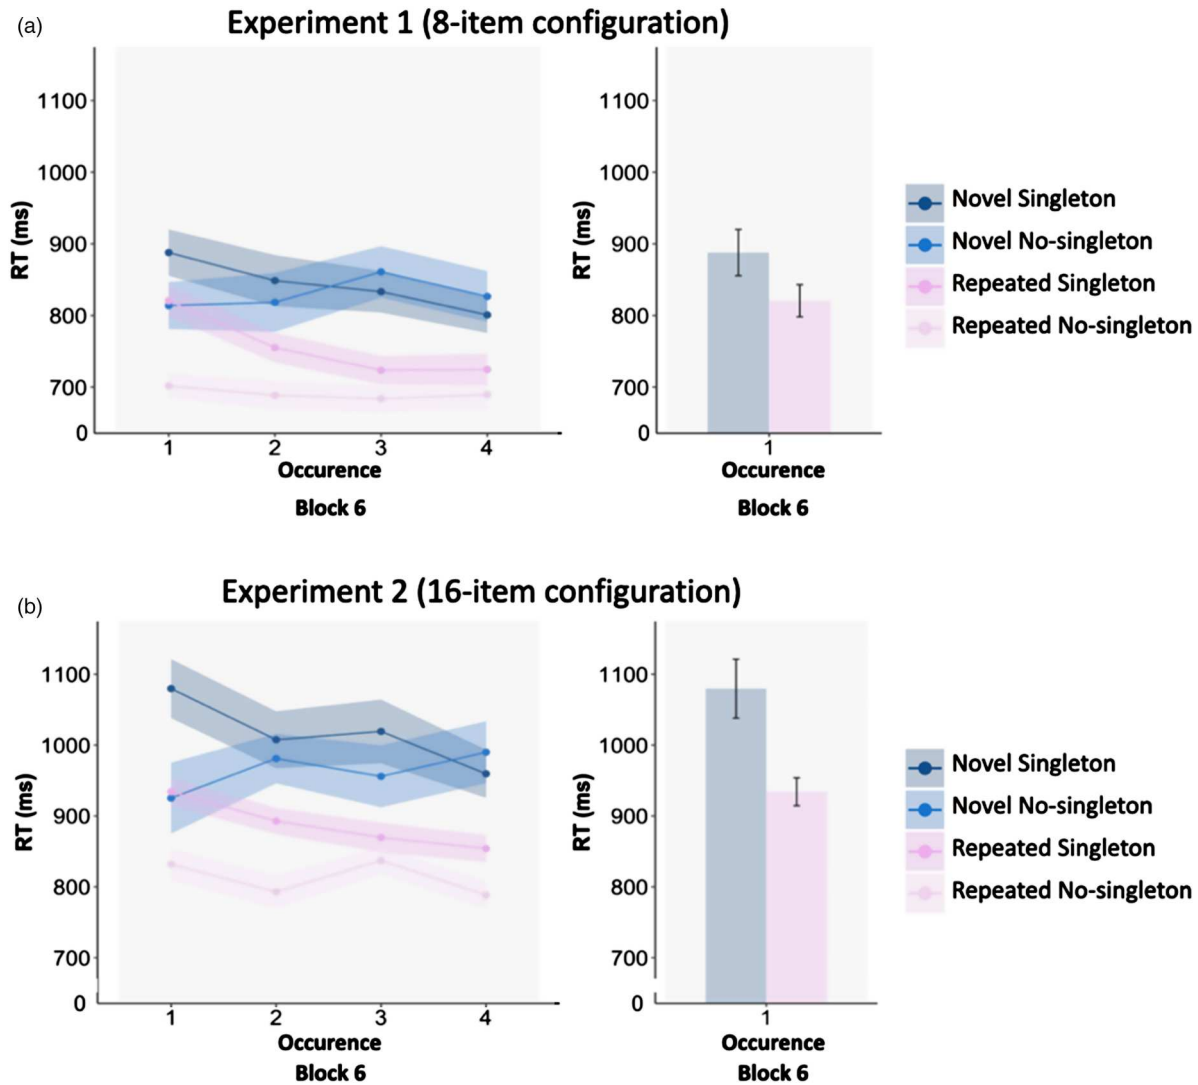 (a)
Experiment 1 (8-item configuration)
RT (ms)
1100
1000
900
800
700
0
1 2 3 4
Occurence
Block 6
RT (ms)
1100
1000
900
800
700
0
1
Occurence
Block 6
Novel Singleton
Novel No-singleton
Repeated Singleton
Repeated No-singleton
(b)
Experiment 2 (16-item configuration)
RT (ms)
1100
1000
900
800
700
0
1 2 3 4
Occurence
Block 6
RT (ms)
1100
1000
900
800
700
0
1
Occurence
Block 6
Novel Singleton
Novel No-singleton
Repeated Singleton
Repeated No-singleton